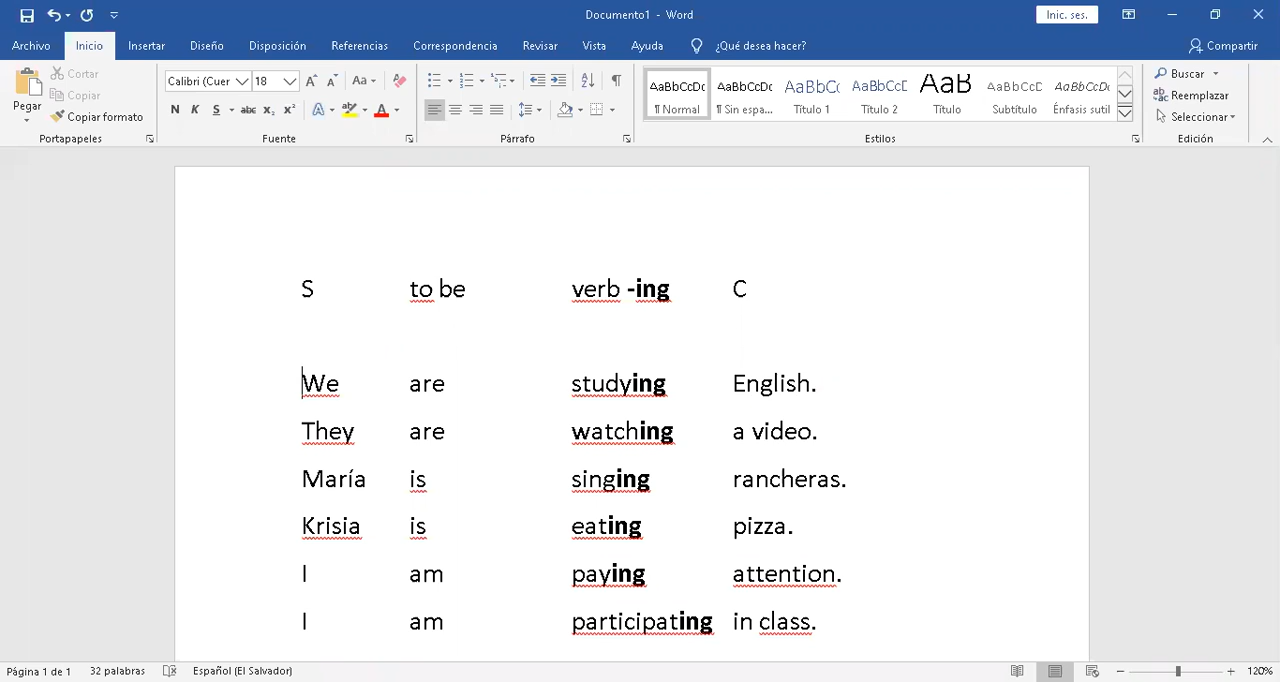 Documento1 - Word
Inic. ses.
Archivo Inicio Insertar Diseño Disposición Referencias Correspondencia Revisar Vista Ayuda ¿Qué desea hacer? Compartir
Pegar
Cortar
Copiar
Copiar formato
Portapapeles
Calibri (Cuer 18
Aa
N K S abc x₂ x²
A A
Fuente
Párrafo
AaBbCcDc AaBbCcDc AaBbCc AaBbCcD AaB AaBbCcD AaBbCcDc
¶ Normal ¶ Sin espa... Título 1 Título 2 Título Subtítulo Énfasis sutil
Estilos
Buscar
Reemplazar
Seleccionar
Edición
S to be verb -ing C
We are studying English.
They are watching a video.
María is singing rancheras.
Krisia is eating pizza.
I am paying attention.
I am participating in class.
Página 1 de 1 32 palabras Español (El Salvador) 120%